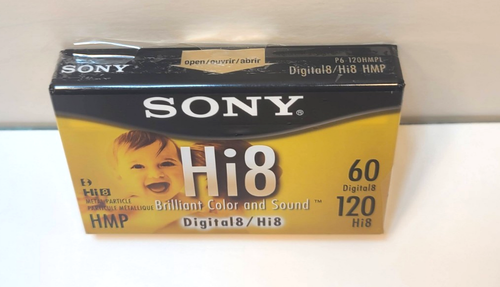 SONY
open/ouvrir/abrir
P6-120HMPL
Digital8/Hi8 HMP
SONY®
Hi8
Brilliant Color and Sound™
Digital8/Hi8
Hi8
METAL PARTICLE
PARTICULE MÉTALLIQUE
HMP
60
Digital8
120
Hi8